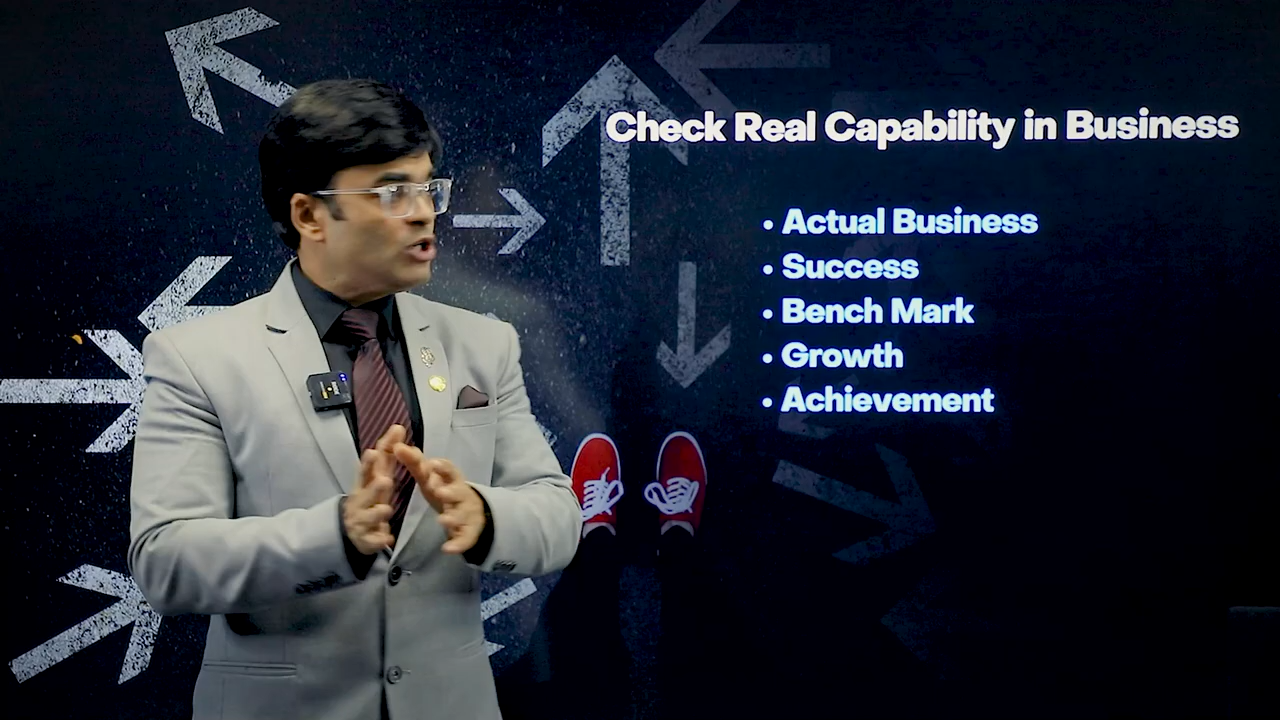 Check Real Capability in Business
• Actual Business
• Success
• Bench Mark
• Growth
• Achievement